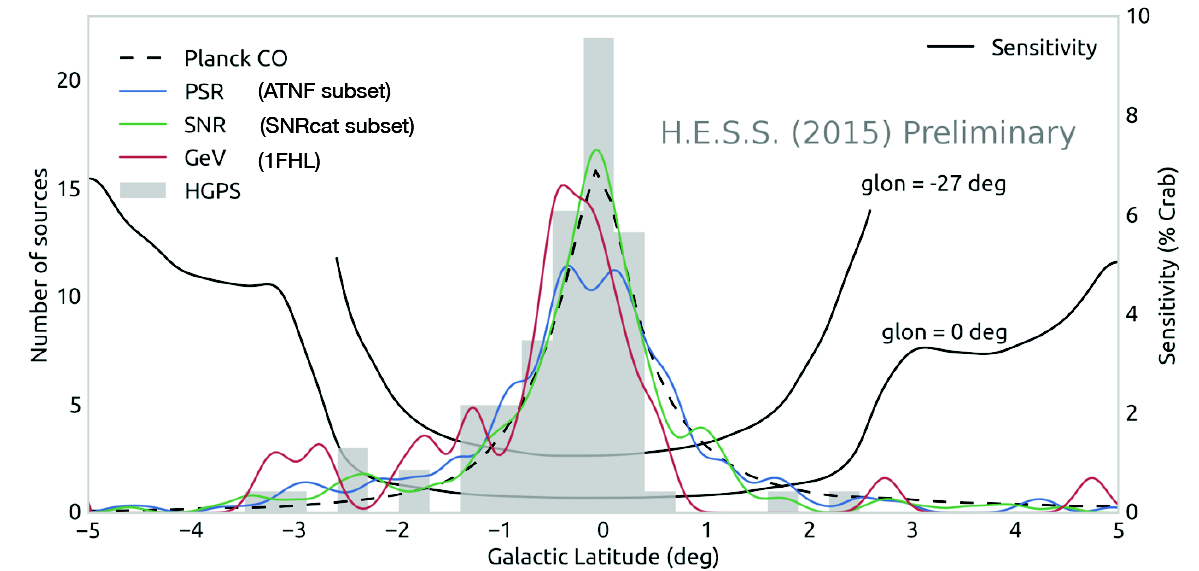 Planck CO
PSR (ATNF subset)
SNR (SNRcat subset)
GeV (1FHL)
HGPS
Sensitivity
H.E.S.S. (2015) Preliminary
glon = -27 deg
glon = 0 deg
Number of sources
20
15
10
5
0
Sensitivity (% Crab)
10
8
6
4
2
0
−5 −4 −3 −2 −1 0 1 2 3 4 5
Galactic Latitude (deg)